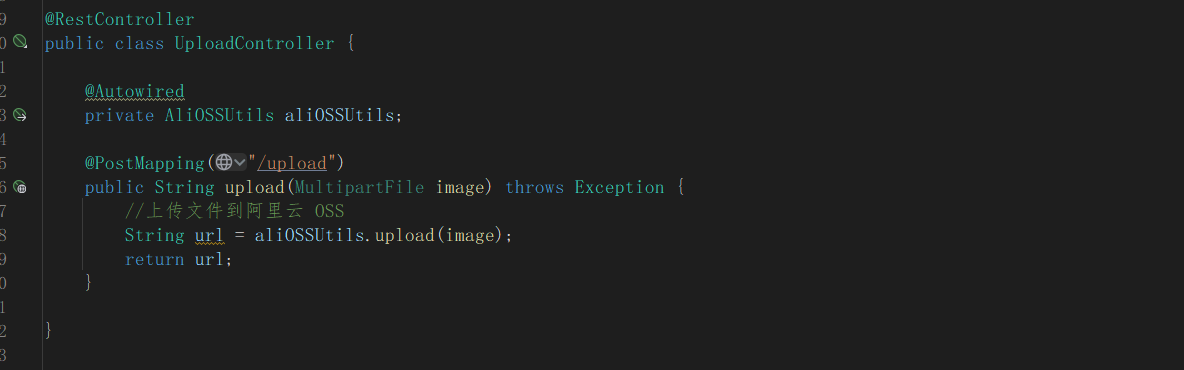 9 @RestController
0 public class UploadController {
1
2 @Autowired
3 private AliOSSUtils aliOSSUtils;
4
5 @PostMapping("/upload")
6 public String upload(MultipartFile image) throws Exception {
7 //上传文件到阿里云 OSS
8 String url = aliOSSUtils.upload(image);
9 return url;
0 }
1
2 }
3